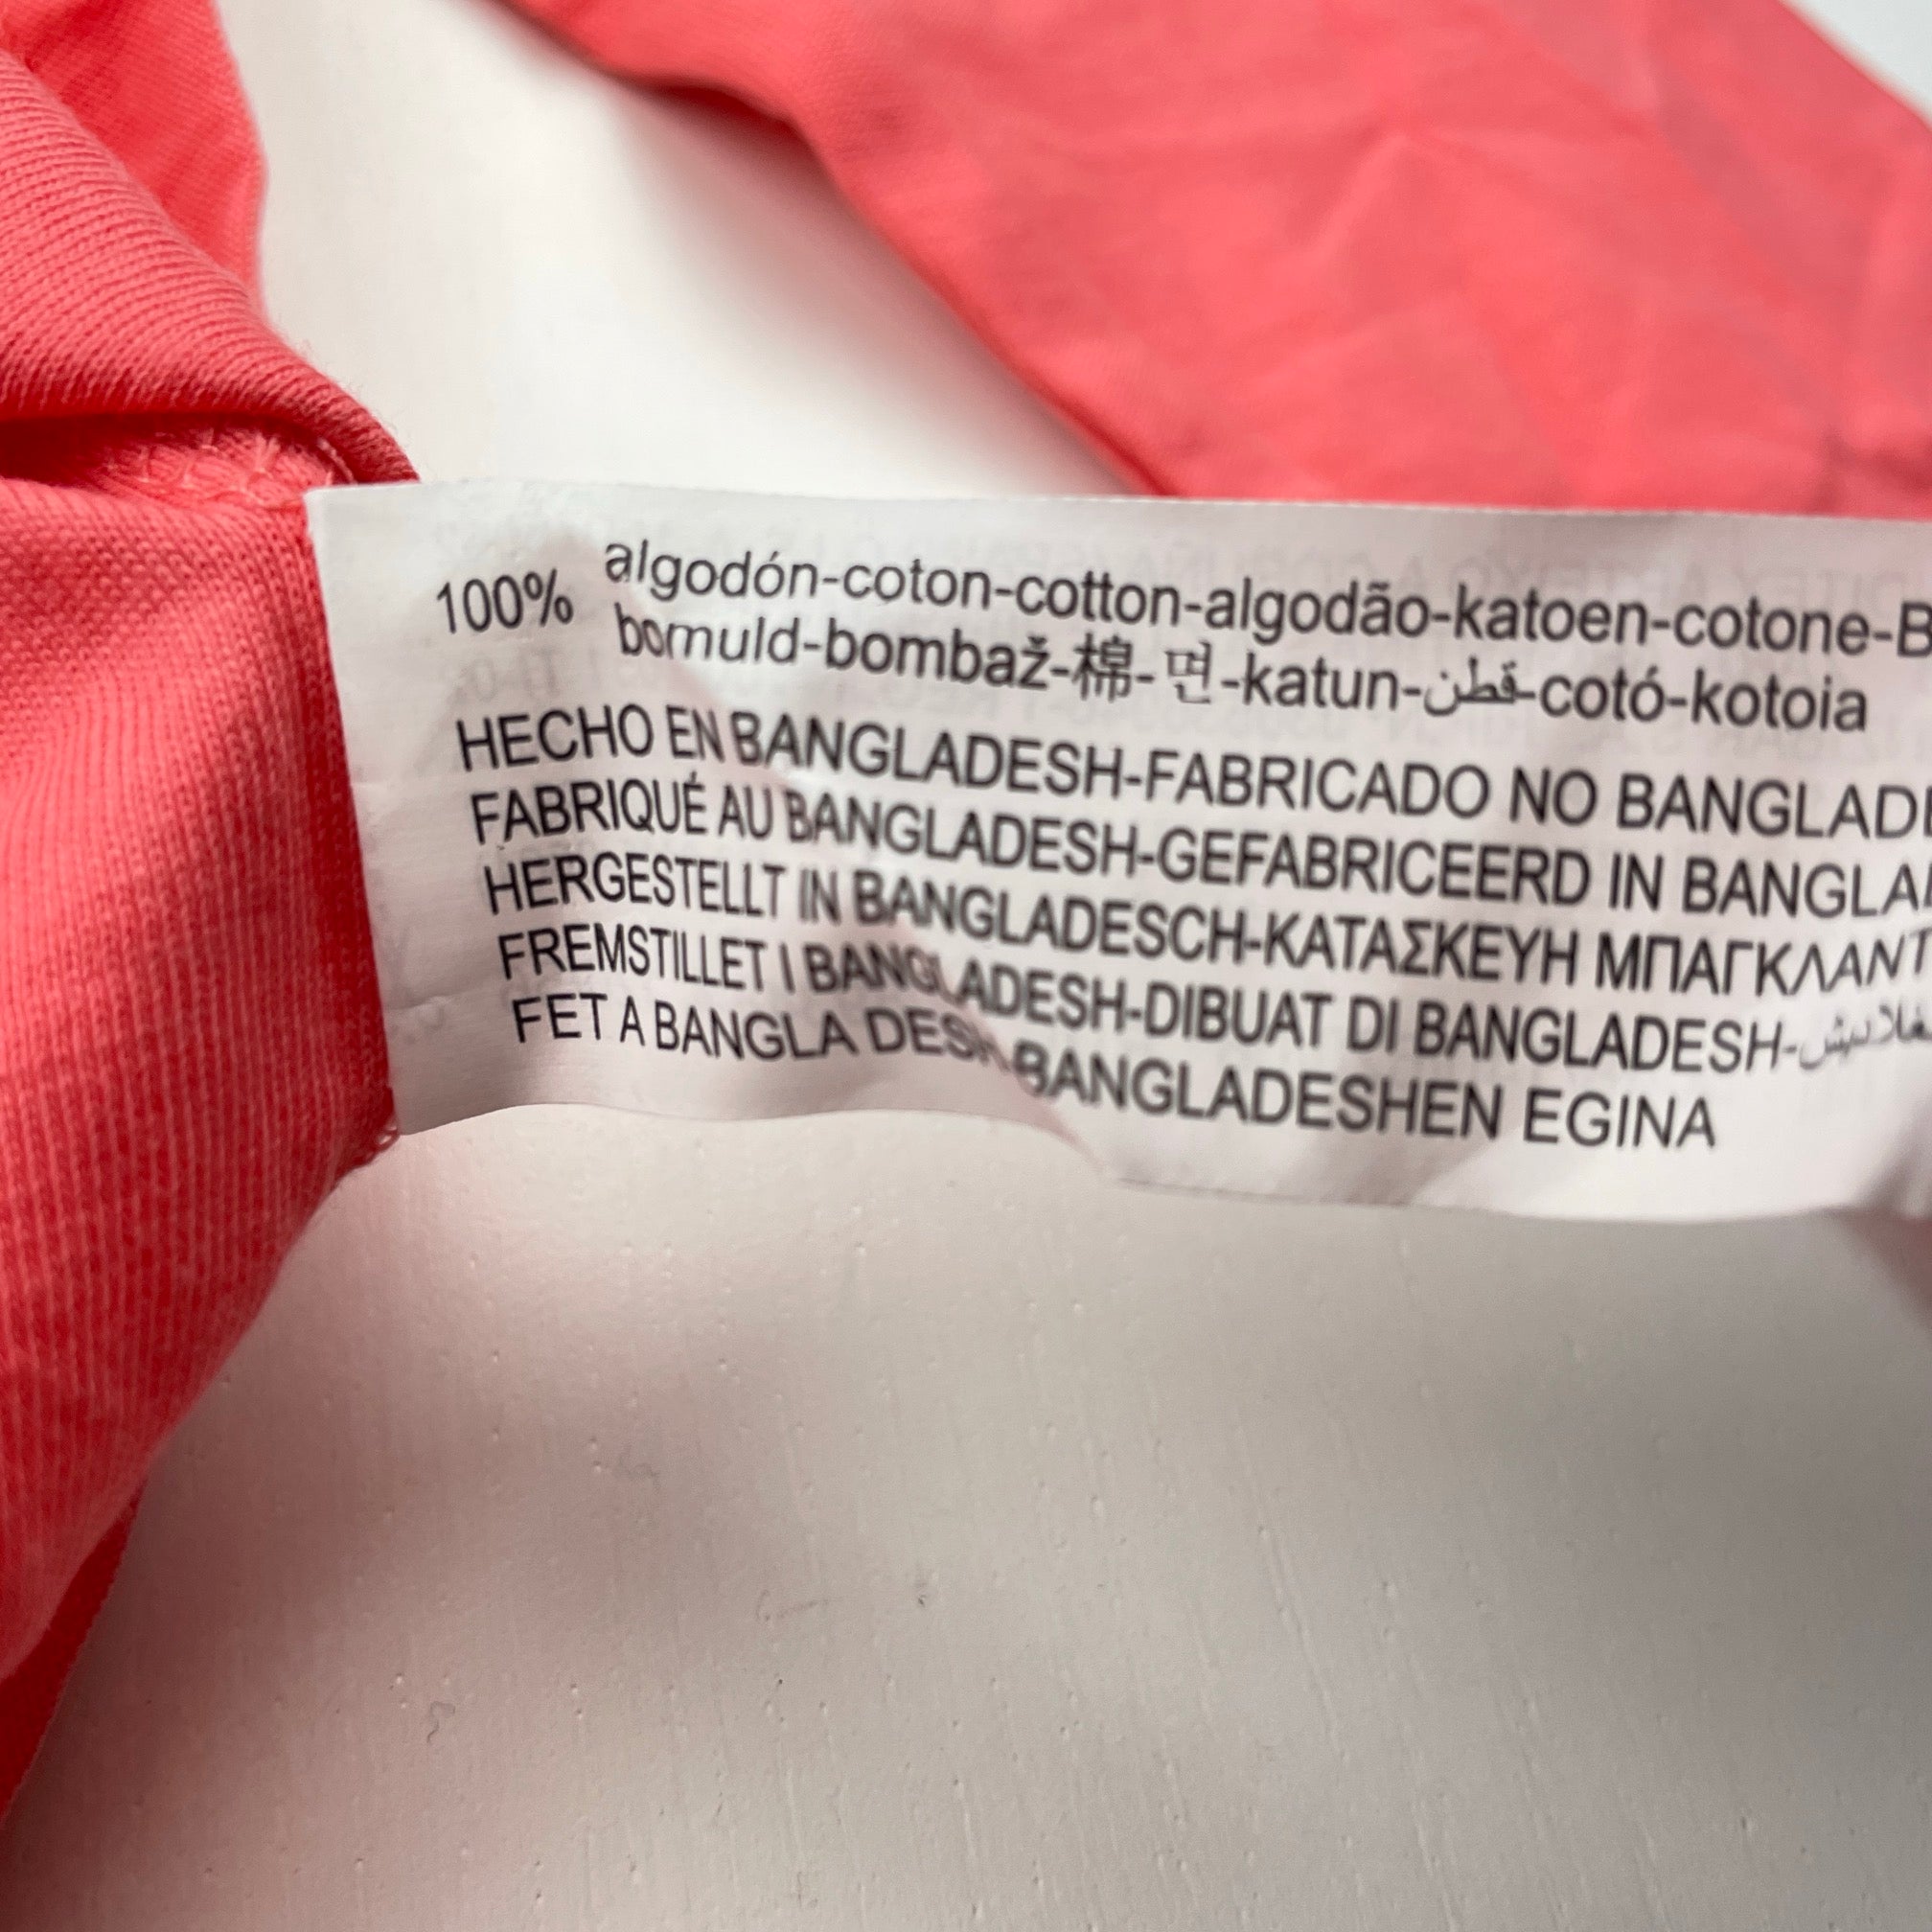 100% algodón-coton-cotton-algodão-katoen-cotone-B
bomuld-bombaž-棉-면-katun-قطن-cotó-kotoia
HECHO EN BANGLADESH-FABRICADO NO BANGLADE
FABRIQUÉ AU BANGLADESH-GEFABRICEERD IN BANGLA
HERGESTELLT IN BANGLADESCH-ΚΑΤΑΣΚΕΥΗ ΜΠΑΓΚΛΑΝΤ
FREMSTILLET I BANGLADESH-DIBUAT DI BANGLADESH-
FET A BANGLA DESH-BANGLADESHEN EGINA